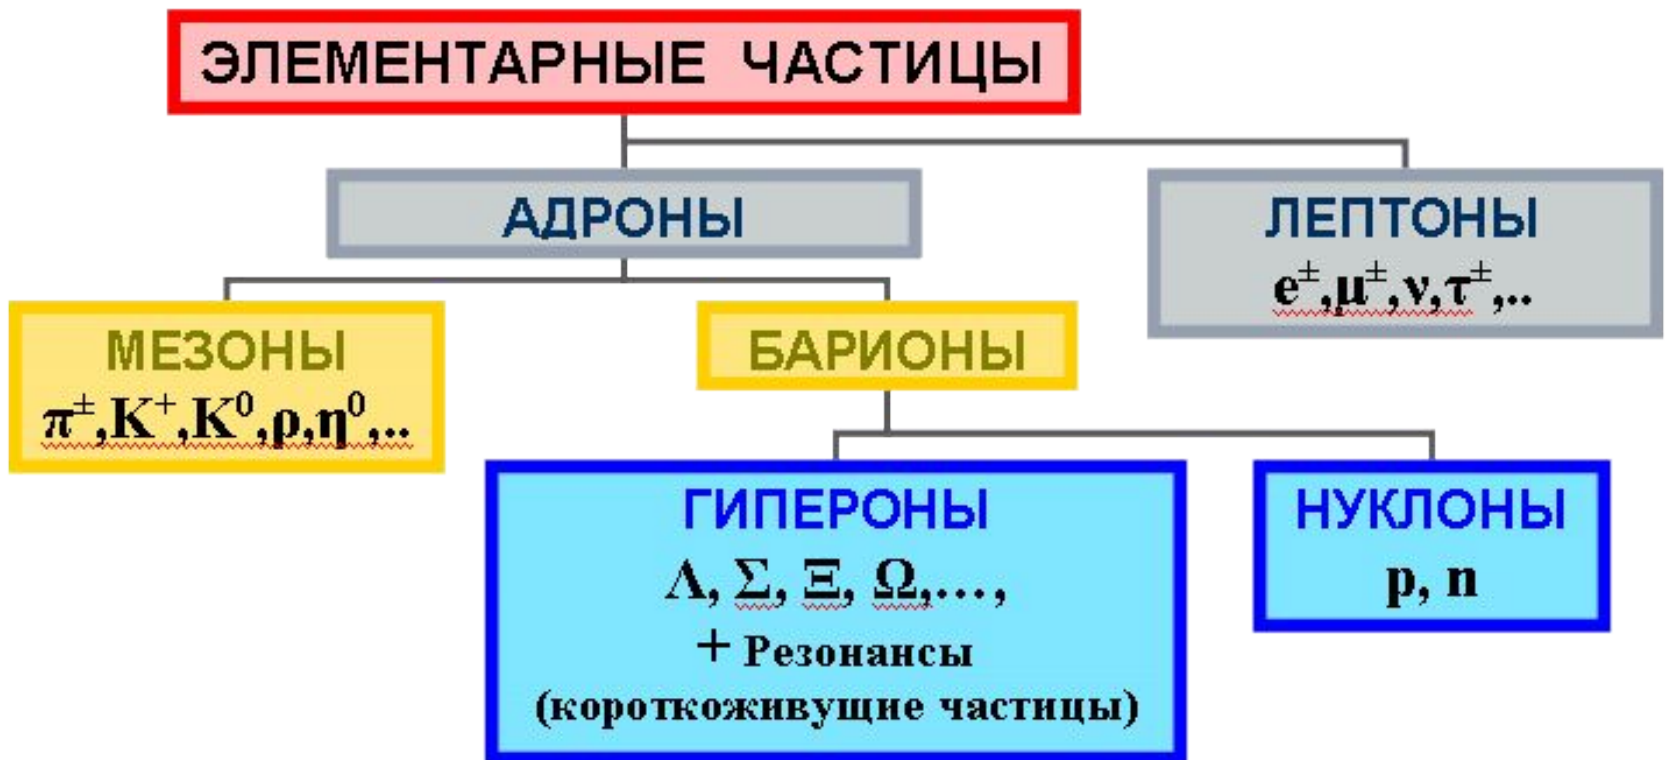 ЭЛЕМЕНТАРНЫЕ ЧАСТИЦЫ
АДРОНЫ
ЛЕПТОНЫ
e±,μ±,ν,τ±,..
МЕЗОНЫ
π±,K⁺,K⁰,ρ,η⁰,..
БАРИОНЫ
ГИПЕРОНЫ
Λ, Σ, Ξ, Ω,...,
+ Резонансы
(короткоживущие частицы)
НУКЛОНЫ
p, n